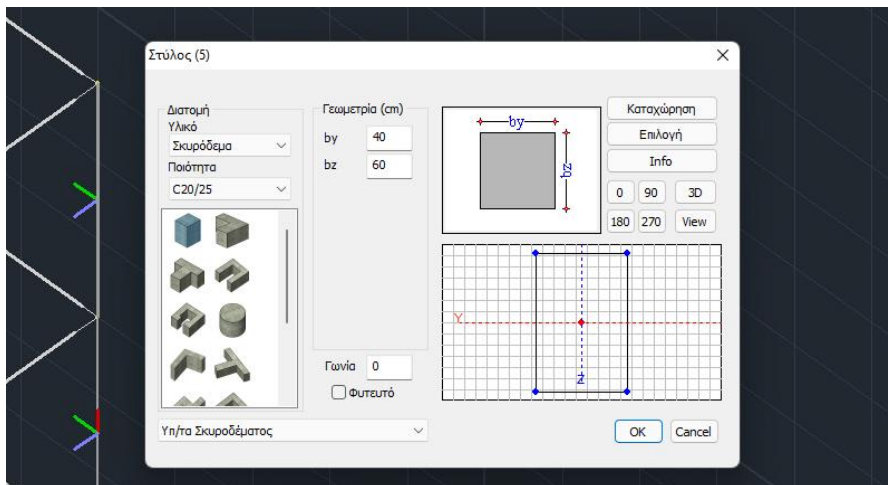 Στύλος (5)
Διατομή
Υλικό
Σκυρόδεμα
Ποιότητα
C20/25
Γεωμετρία (cm)
by 40
bz 60
Γωνία 0
Φυτευτό
by
bz
Καταχώρηση
Επιλογή
Info
0 90 3D
180 270 View
Y
Z
Υπ/τα Σκυροδέματος
OK Cancel